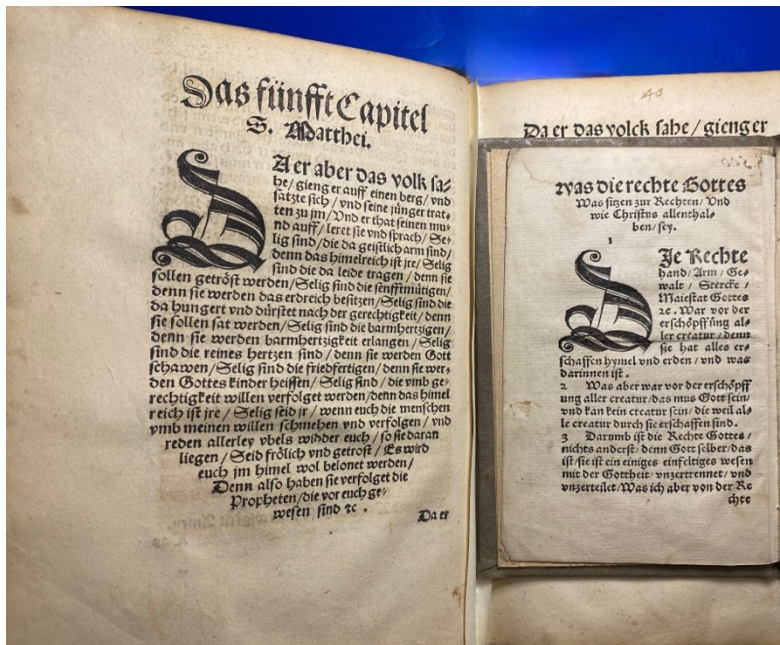 Das fünfft Capitel
S. Matthei.
DA er aber das volk sa-
he/ gieng er auff einen berg/ vnd
satzte sich/ vnd seine jünger trat-
ten zu jm/ Vnd er that seinen mu-
nd auff/ leret sie vnd sprach/ Se-
lig sind/ die da geistlich arm sind/
denn das himelreich ist jre/ Selig
sind die da leide tragen/ denn sie
sollen getröst werden/ Selig sind die senfftmütigen/
denn sie werden das erdreich besitzen/ Selig sind die
da hungert vnd dürstet nach der gerechtigkeit/ denn
sie sollen sat werden/ Selig sind die barmhertzigen/
denn sie werden barmhertzigkeit erlangen/ Selig
sind die reines hertzen sind/ denn sie werden Gott
schawen/ Selig sind die friedfertigen/ denn sie wer-
den Gottes kinder heissen/ Selig sind/ die vmb ge-
rechtigkeit willen verfolget werden/ denn das himel
reich ist jre/ Selig seid jr/ wenn euch die menschen
vmb meinen willen schmehen vnd verfolgen/ vnd
reden allerley vbels widder euch/ so sie daran
liegen/ Seid frölich vnd getrost/ Es wird
euch jm himel wol belonet werden/
Denn also haben sie verfolget die
Propheten/ die vor euch ge-
wesen sind ꝛc.
Da er
40
Da er das volck sahe/ gieng er
Was die rechte Gottes
Was sitzen zur Rechten/ Vnd
wie Christus allenthal-
ben/ sey.
1
DJe Rechte
hand/ Arm/ Ge-
walt/ Stercke/
Maiestat Gottes
ꝛc. War vor der
erschöpffung al-
ler creatur/ denn
sie hat alles er-
schaffen hymel vnd erden/ vnd was
darinnen ist.
2 Was aber war vor der erschöpff
ung aller creatur/ das mus Gott sein/
vnd kan kein creatur sein/ die weil al-
le creatur durch sie erschaffen sind.
3 Darumb ist die Rechte Gottes/
nichts anderst/ denn Gott selber/ das
ist/ sie ist ein einiges einfeltiges wesen
mit der Gottheit/ vnzertrennet/ vnd
vnzerteilet/ Was ich aber von der Re
chte